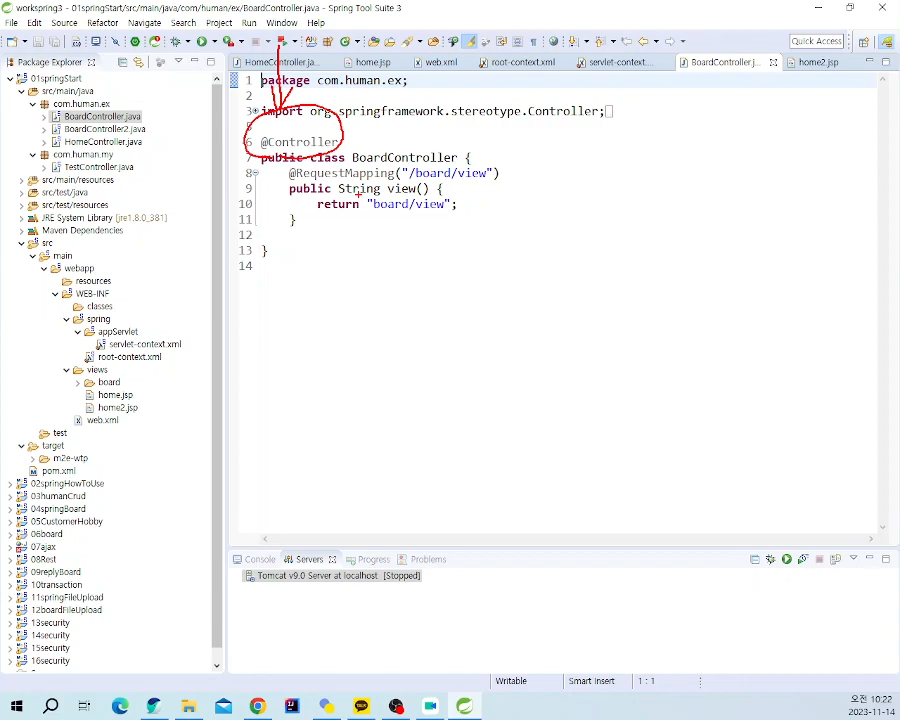 workspring3 - 01springStart/src/main/java/com/human/ex/BoardController.java - Spring Tool Suite 3
File Edit Source Refactor Navigate Search Project Run Window Help
Quick Access
Package Explorer
HomeController.ja... home.jsp web.xml root-context.xml servlet-context.... BoardController.j... home2.jsp
01springStart
src/main/java
com.human.ex
BoardController.java
BoardController2.java
HomeController.java
com.human.my
TestController.java
src/main/resources
src/test/java
src/test/resources
JRE System Library [jre1.8.0_381]
Maven Dependencies
src
main
webapp
resources
WEB-INF
classes
spring
appServlet
servlet-context.xml
root-context.xml
views
board
home.jsp
home2.jsp
web.xml
test
target
m2e-wtp
pom.xml
02springHowToUse
03humanCrud
04springBoard
05CustomerHobby
06board
07ajax
08Rest
09replyBoard
10transaction
11springFileUpload
12boardFileUpload
13security
14security
15security
16security
1 package com.human.ex;
2
3 import org.springframework.stereotype.Controller;
6 @Controller
7 public class BoardController {
8 @RequestMapping("/board/view")
9 public String view() {
10 return "board/view";
11 }
12
13 }
14
Console Servers Progress Problems
Tomcat v9.0 Server at localhost [Stopped]
Writable Smart Insert 1 : 1
오전 10:22
2023-11-14